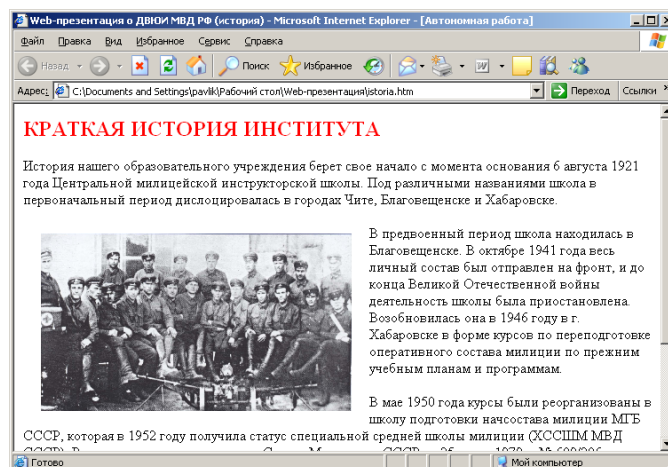 Web-презентация о ДВЮИ МВД РФ (история) - Microsoft Internet Explorer - [Автономная работа]
Файл Правка Вид Избранное Сервис Справка
Назад Поиск Избранное
Адрес: C:\Documents and Settings\pavlik\Рабочий стол\Web-презентация\istoria.htm Переход Ссылки »
КРАТКАЯ ИСТОРИЯ ИНСТИТУТА
История нашего образовательного учреждения берет свое начало с момента основания 6 августа 1921
года Центральной милицейской инструкторской школы. Под различными названиями школа в
первоначальный период дислоцировалась в городах Чите, Благовещенске и Хабаровске.
В предвоенный период школа находилась в
Благовещенске. В октябре 1941 года весь
личный состав был отправлен на фронт, и до
конца Великой Отечественной войны
деятельность школы была приостановлена.
Возобновилась она в 1946 году в г.
Хабаровске в форме курсов по переподготовке
оперативного состава милиции по прежним
учебным планам и программам.
В мае 1950 года курсы были реорганизованы в
школу подготовки начсостава милиции МГБ
СССР, которая в 1952 году получила статус специальной средней школы милиции (ХССШМ МВД
Готово Мой компьютер